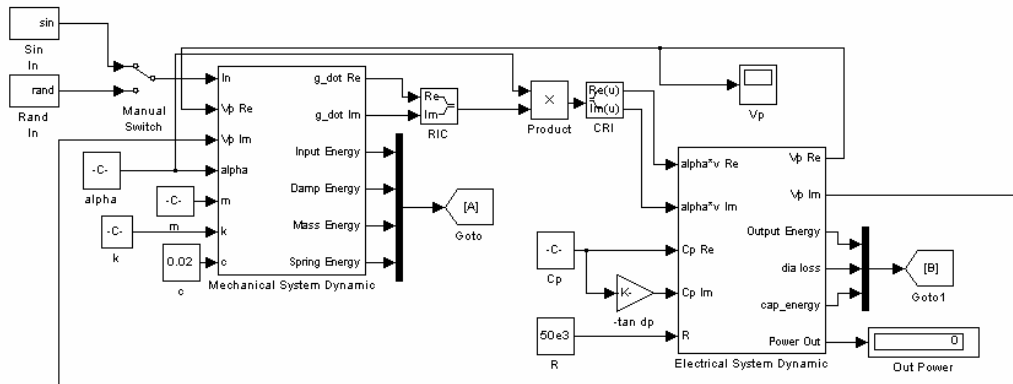 sin
Sin
In
rand
Rand
In
Manual
Switch
-C-
alpha
-C-
m
-C-
k
0.02
c
In
Vp Re
Vp Im
alpha
m
k
c
g_dot Re
g_dot Im
Input Energy
Damp Energy
Mass Energy
Spring Energy
Mechanical System Dynamic
Re
Im
RIC
[A]
Goto
×
Product
Re(u)
Im(u)
CRI
Vp
-C-
Cp
K-
-tan dp
50e3
R
alpha*v Re
alpha*v Im
Cp Re
Cp Im
R
Vp Re
Vp Im
Output Energy
dia loss
cap_energy
Power Out
Electrical System Dynamic
[B]
Goto1
0
Out Power